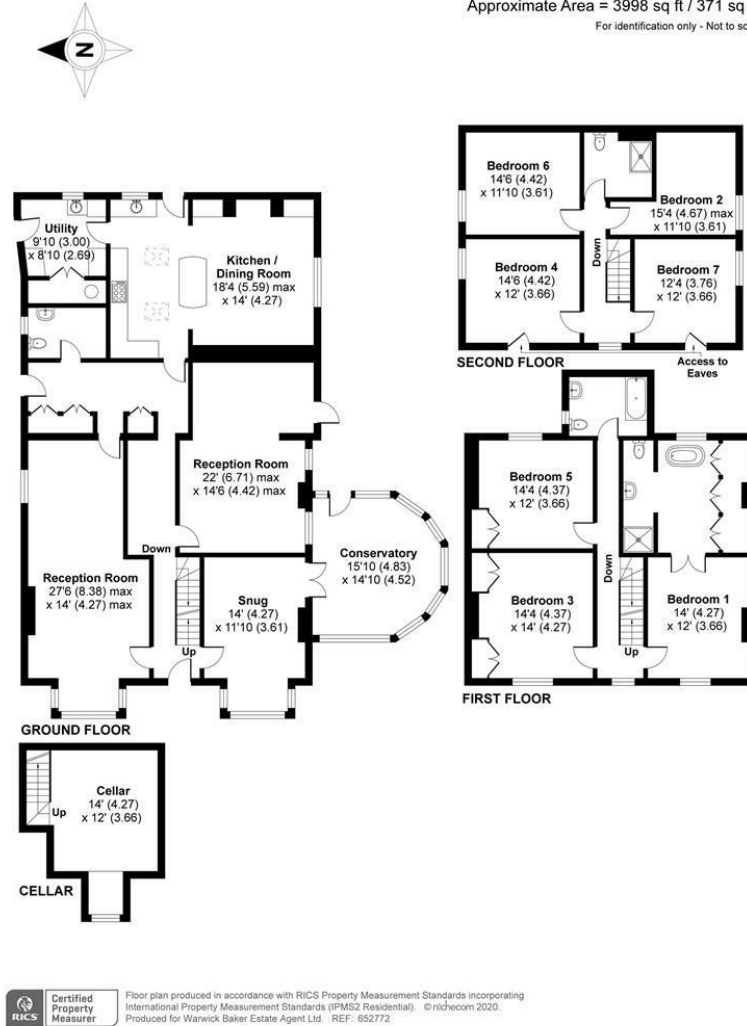 Approximate Area = 3998 sq ft / 371 sq
For identification only - Not to sc
N
Utility
9'10 (3.00)
x 8'10 (2.69)
Kitchen /
Dining Room
18'4 (5.59) max
x 14' (4.27)
Reception Room
22' (6.71) max
x 14'6 (4.42) max
Down
Reception Room
27'6 (8.38) max
x 14' (4.27) max
Snug
14' (4.27)
x 11'10 (3.61)
Up
Conservatory
15'10 (4.83)
x 14'10 (4.52)
GROUND FLOOR
Cellar
14' (4.27)
x 12' (3.66)
Up
CELLAR
Bedroom 6
14'6 (4.42)
x 11'10 (3.61)
Bedroom 2
15'4 (4.67) max
x 11'10 (3.61)
Down
Bedroom 4
14'6 (4.42)
x 12' (3.66)
Bedroom 7
12'4 (3.76)
x 12' (3.66)
SECOND FLOOR
Access to
Eaves
Bedroom 5
14'4 (4.37)
x 12' (3.66)
Down
Bedroom 3
14'4 (4.37)
x 14' (4.27)
Up
Bedroom 1
14' (4.27)
x 12' (3.66)
FIRST FLOOR
RICS
Certified
Property
Measurer
Floor plan produced in accordance with RICS Property Measurement Standards incorporating
International Property Measurement Standards (IPMS2 Residential). © nichecom 2020.
Produced for Warwick Baker Estate Agent Ltd. REF: 652772